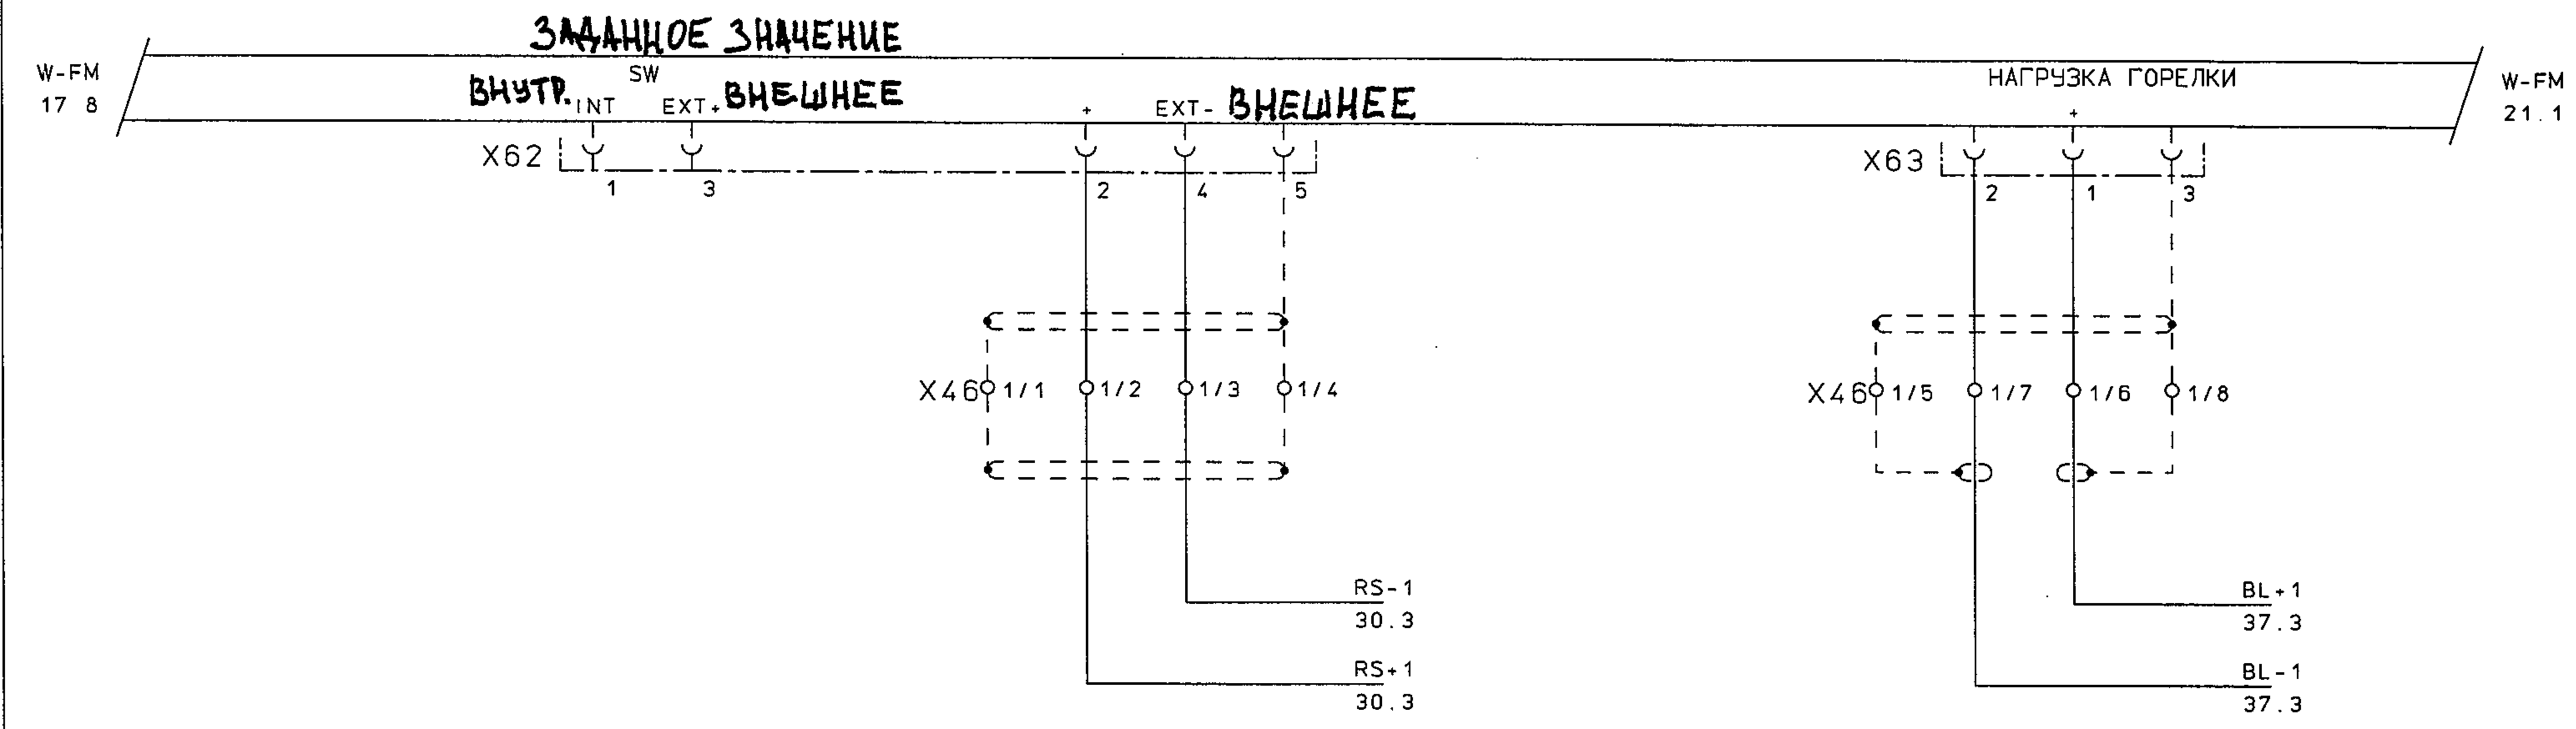 ЗАДАННОЕ ЗНАЧЕНИЕ
W-FM SW НАГРУЗКА ГОРЕЛКИ W-FM
17 8 ВНУТР. INT EXT+ ВНЕШНЕЕ + EXT- ВНЕШНЕЕ + 21.1
X62 X63
1 3 2 4 5 2 1 3
X46 1/1 1/2 1/3 1/4 X46 1/5 1/7 1/6 1/8
RS-1 BL+1
30.3 37.3
RS+1 BL-1
30.3 37.3